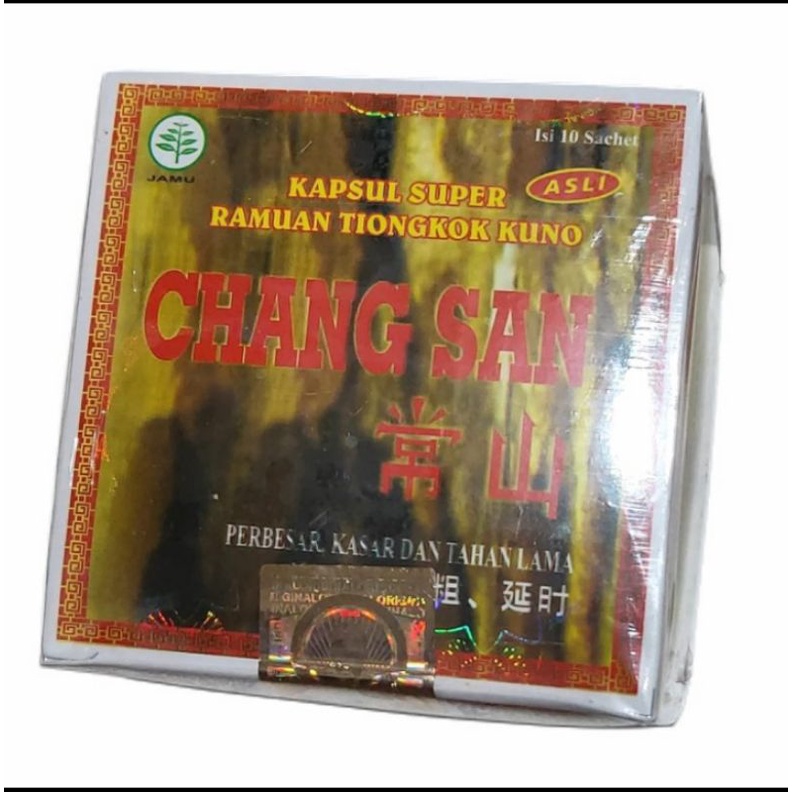 Isi 10 Sachet
JAMU
KAPSUL SUPER
ASLI
RAMUAN TIONGKOK KUNO
CHANG SAN
常山
PERBESAR, KASAR DAN TAHAN LAMA
粗、延时